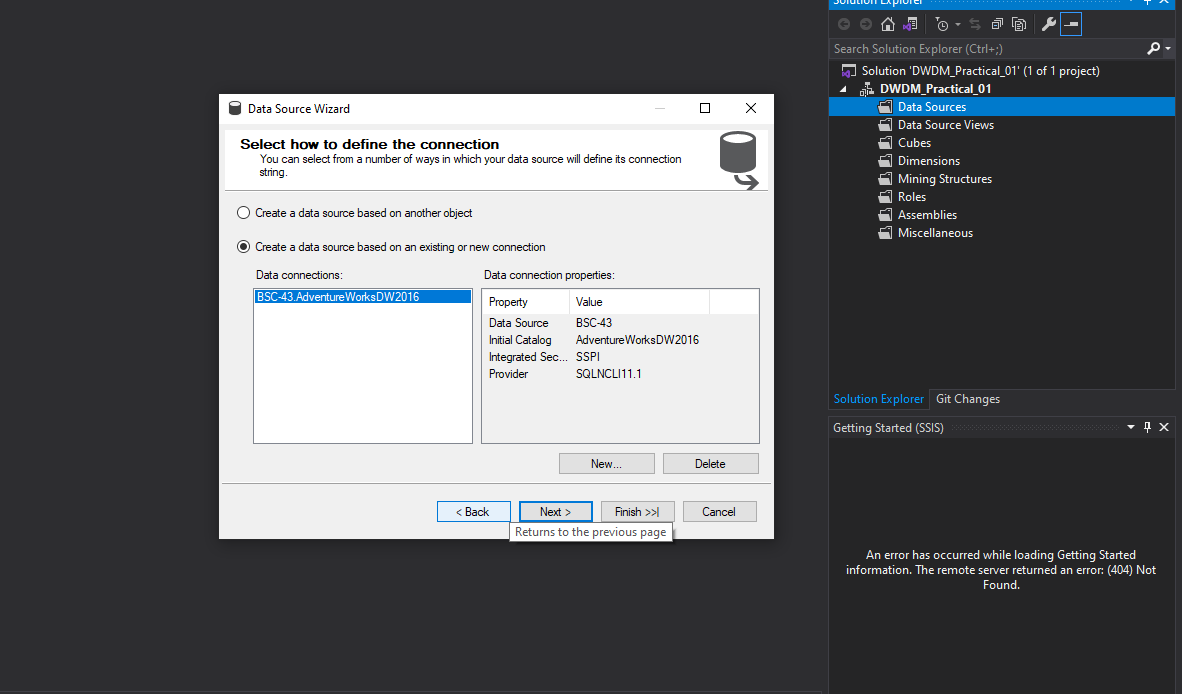 Solution Explorer
Search Solution Explorer (Ctrl+;)
Solution 'DWDM_Practical_01' (1 of 1 project)
DWDM_Practical_01
Data Sources
Data Source Views
Cubes
Dimensions
Mining Structures
Roles
Assemblies
Miscellaneous
Solution Explorer
Git Changes
Data Source Wizard
Select how to define the connection
You can select from a number of ways in which your data source will define its connection
string.
Create a data source based on another object
Create a data source based on an existing or new connection
Data connections:
BSC-43.AdventureWorksDW2016
Data connection properties:
Property Value
Data Source BSC-43
Initial Catalog AdventureWorksDW2016
Integrated Sec... SSPI
Provider SQLNCLI11.1
New...
Delete
< Back
Next >
Finish >>|
Cancel
Returns to the previous page
Getting Started (SSIS)
An error has occurred while loading Getting Started
information. The remote server returned an error: (404) Not
Found.